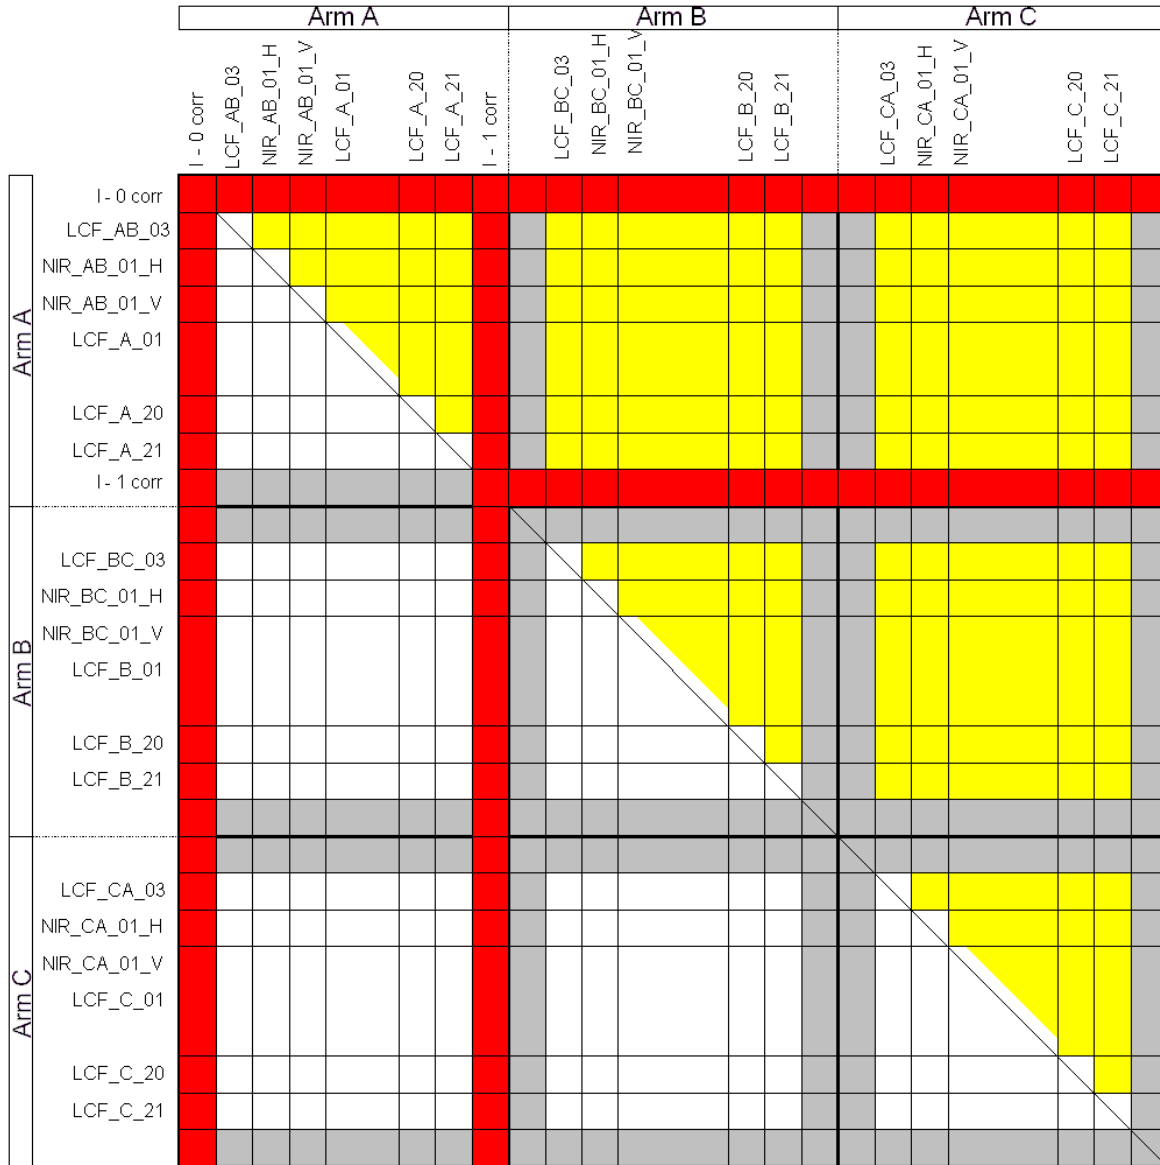 Arm A
Arm B
Arm C
I - 0 corr
LCF_AB_03
NIR_AB_01_H
NIR_AB_01_V
LCF_A_01
LCF_A_20
LCF_A_21
I - 1 corr
LCF_BC_03
NIR_BC_01_H
NIR_BC_01_V
LCF_B_20
LCF_B_21
LCF_CA_03
NIR_CA_01_H
NIR_CA_01_V
LCF_C_20
LCF_C_21
Arm A
I - 0 corr
LCF_AB_03
NIR_AB_01_H
NIR_AB_01_V
LCF_A_01
LCF_A_20
LCF_A_21
I - 1 corr
Arm B
LCF_BC_03
NIR_BC_01_H
NIR_BC_01_V
LCF_B_01
LCF_B_20
LCF_B_21
Arm C
LCF_CA_03
NIR_CA_01_H
NIR_CA_01_V
LCF_C_01
LCF_C_20
LCF_C_21